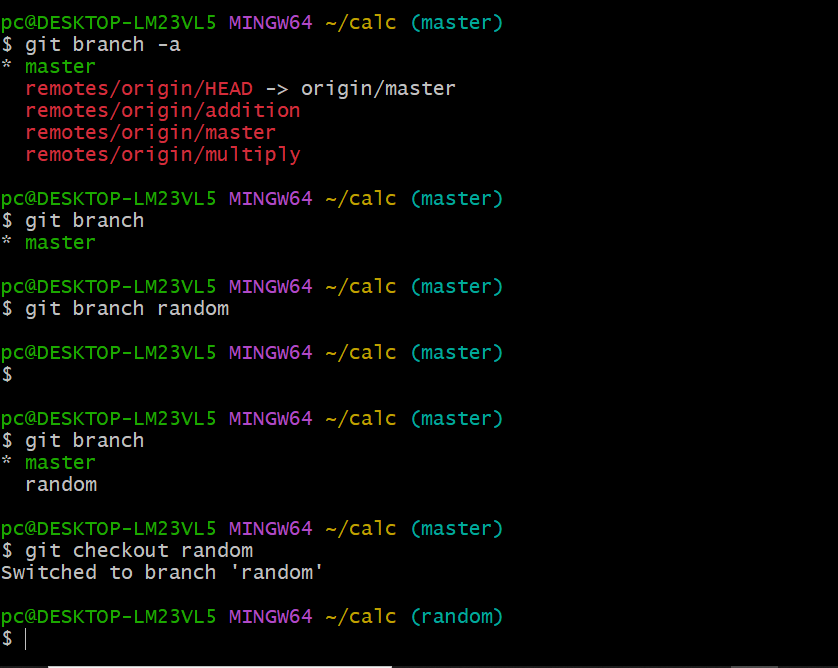 pc@DESKTOP-LM23VL5 MINGW64 ~/calc (master)
$ git branch -a
* master
  remotes/origin/HEAD -> origin/master
  remotes/origin/addition
  remotes/origin/master
  remotes/origin/multiply
pc@DESKTOP-LM23VL5 MINGW64 ~/calc (master)
$ git branch
* master
pc@DESKTOP-LM23VL5 MINGW64 ~/calc (master)
$ git branch random
pc@DESKTOP-LM23VL5 MINGW64 ~/calc (master)
$
pc@DESKTOP-LM23VL5 MINGW64 ~/calc (master)
$ git branch
* master
  random
pc@DESKTOP-LM23VL5 MINGW64 ~/calc (master)
$ git checkout random
Switched to branch 'random'
pc@DESKTOP-LM23VL5 MINGW64 ~/calc (random)
$